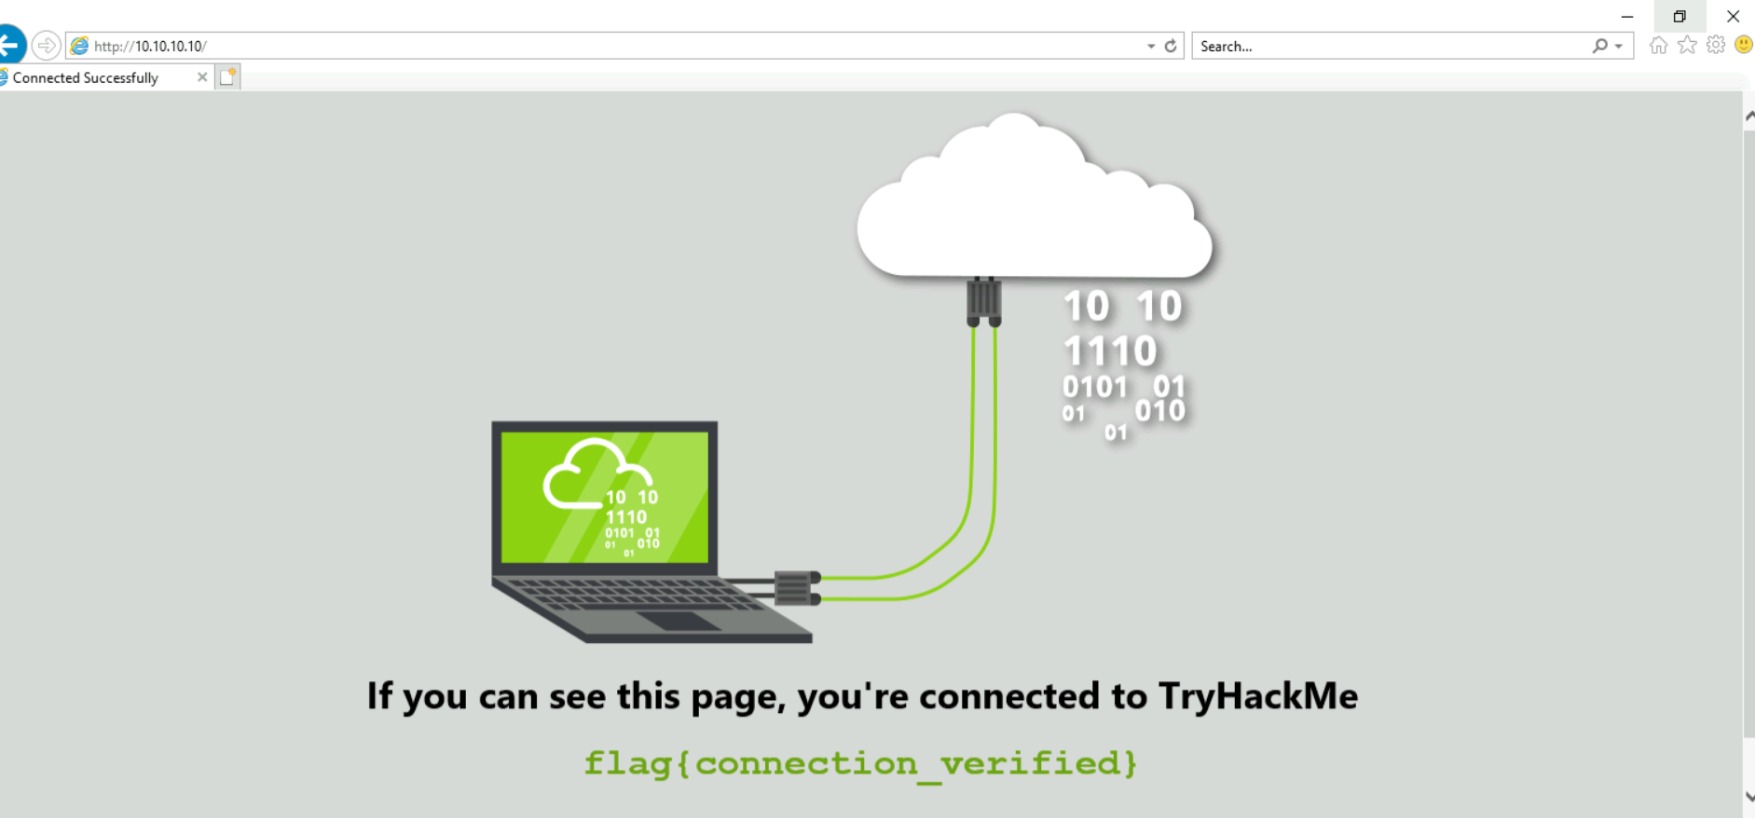 http://10.10.10.10/
Search...
Connected Successfully
10 10
1110
0101 01
01 010
01
10 10
1110
0101 01
01 010
01
If you can see this page, you're connected to TryHackMe
flag{connection_verified}